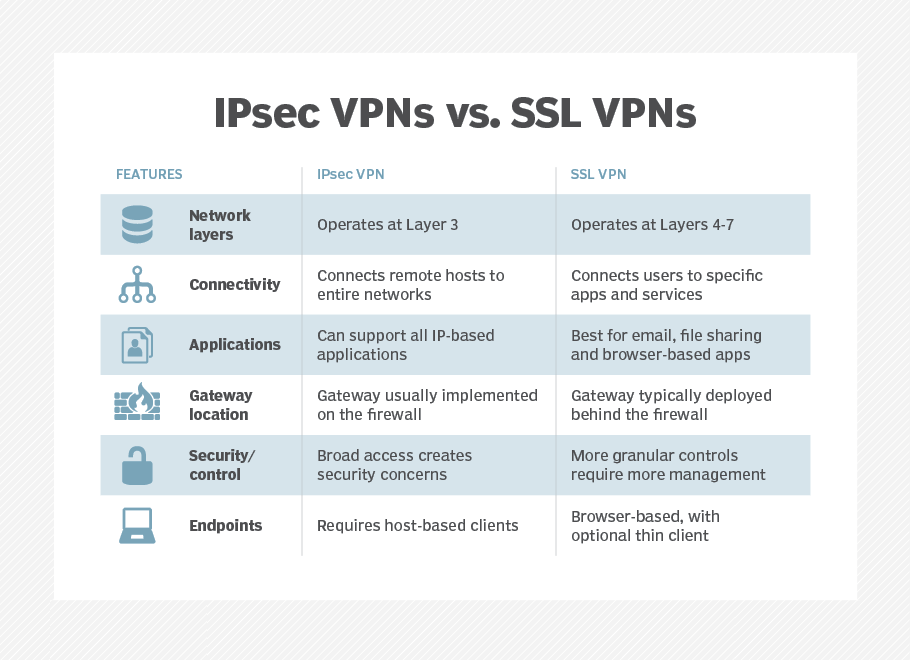 IPsec VPNs vs. SSL VPNs
FEATURES
IPsec VPN
SSL VPN
Network
layers
Operates at Layer 3
Operates at Layers 4-7
Connectivity
Connects remote hosts to
entire networks
Connects users to specific
apps and services
Applications
Can support all IP-based
applications
Best for email, file sharing
and browser-based apps
Gateway
location
Gateway usually implemented
on the firewall
Gateway typically deployed
behind the firewall
Security/
control
Broad access creates
security concerns
More granular controls
require more management
Endpoints
Requires host-based clients
Browser-based, with
optional thin client